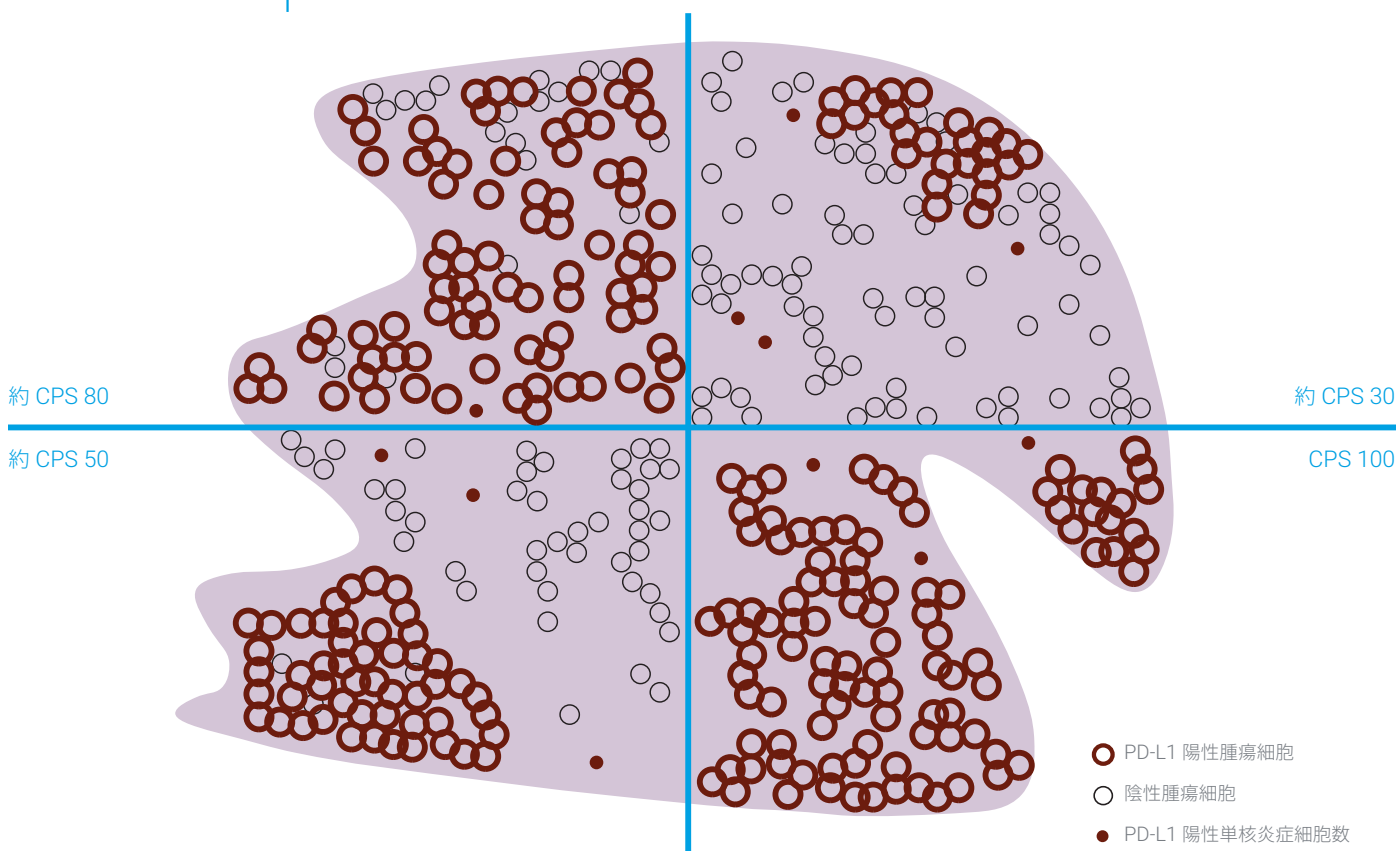 約 CPS 80
約 CPS 30
約 CPS 50
CPS 100
PD-L1 陽性腫瘍細胞
陰性腫瘍細胞
PD-L1 陽性単核炎症細胞数